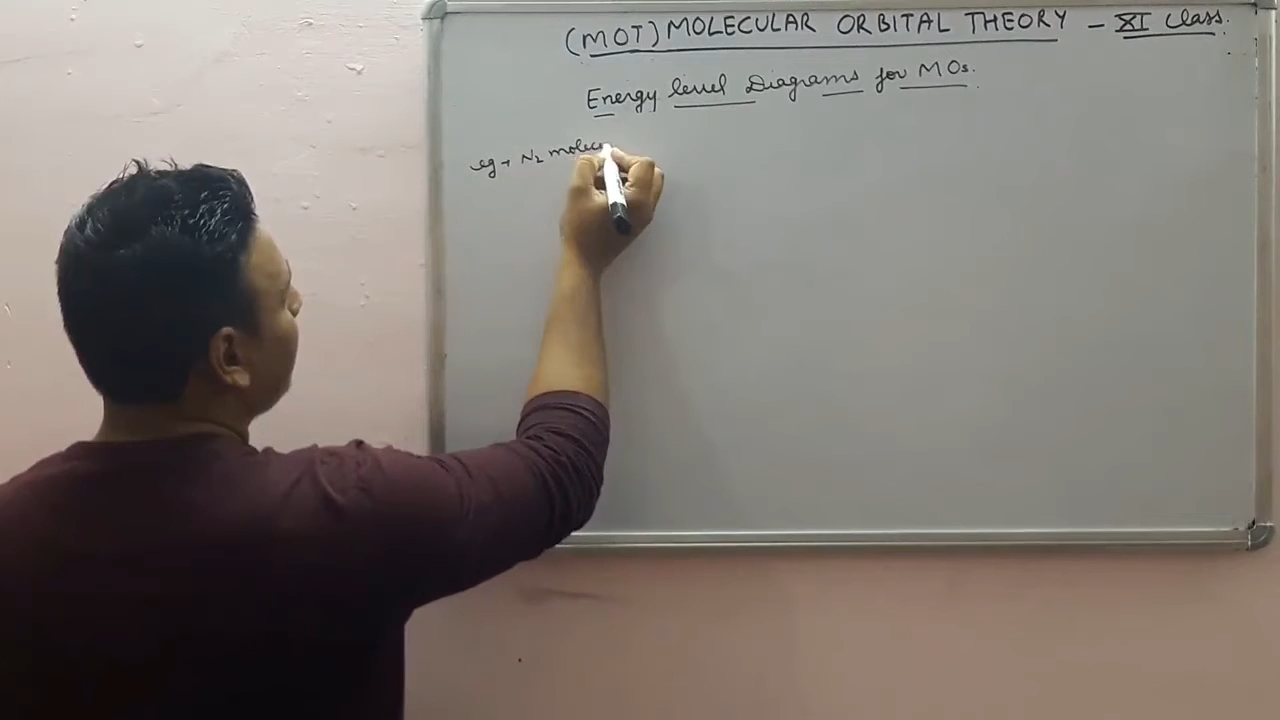 (MOT) MOLECULAR ORBITAL THEORY - XI Class.
Energy level Diagrams for MOs.
eg → N₂ molec